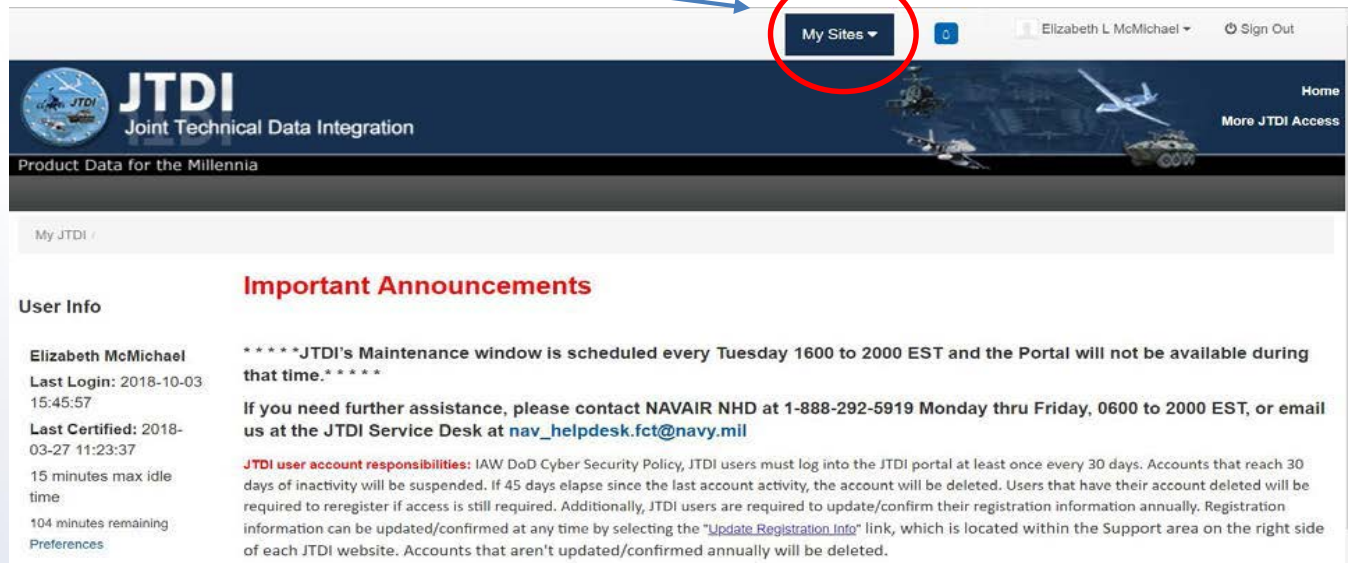 My Sites
0
Elizabeth L McMichael
Sign Out
JTDI
JTDI
Joint Technical Data Integration
Home
More JTDI Access
Product Data for the Millennia
My JTDI /
User Info
Elizabeth McMichael
Last Login: 2018-10-03
15:45:57
Last Certified: 2018-
03-27 11:23:37
15 minutes max idle
time
104 minutes remaining
Preferences
Important Announcements
* * * * *JTDI's Maintenance window is scheduled every Tuesday 1600 to 2000 EST and the Portal will not be available during
that time.* * * * *
If you need further assistance, please contact NAVAIR NHD at 1-888-292-5919 Monday thru Friday, 0600 to 2000 EST, or email
us at the JTDI Service Desk at nav_helpdesk.fct@navy.mil
JTDI user account responsibilities: IAW DoD Cyber Security Policy, JTDI users must log into the JTDI portal at least once every 30 days. Accounts that reach 30
days of inactivity will be suspended. If 45 days elapse since the last account activity, the account will be deleted. Users that have their account deleted will be
required to reregister if access is still required. Additionally, JTDI users are required to update/confirm their registration information annually. Registration
information can be updated/confirmed at any time by selecting the "Update Registration Info" link, which is located within the Support area on the right side
of each JTDI website. Accounts that aren't updated/confirmed annually will be deleted.